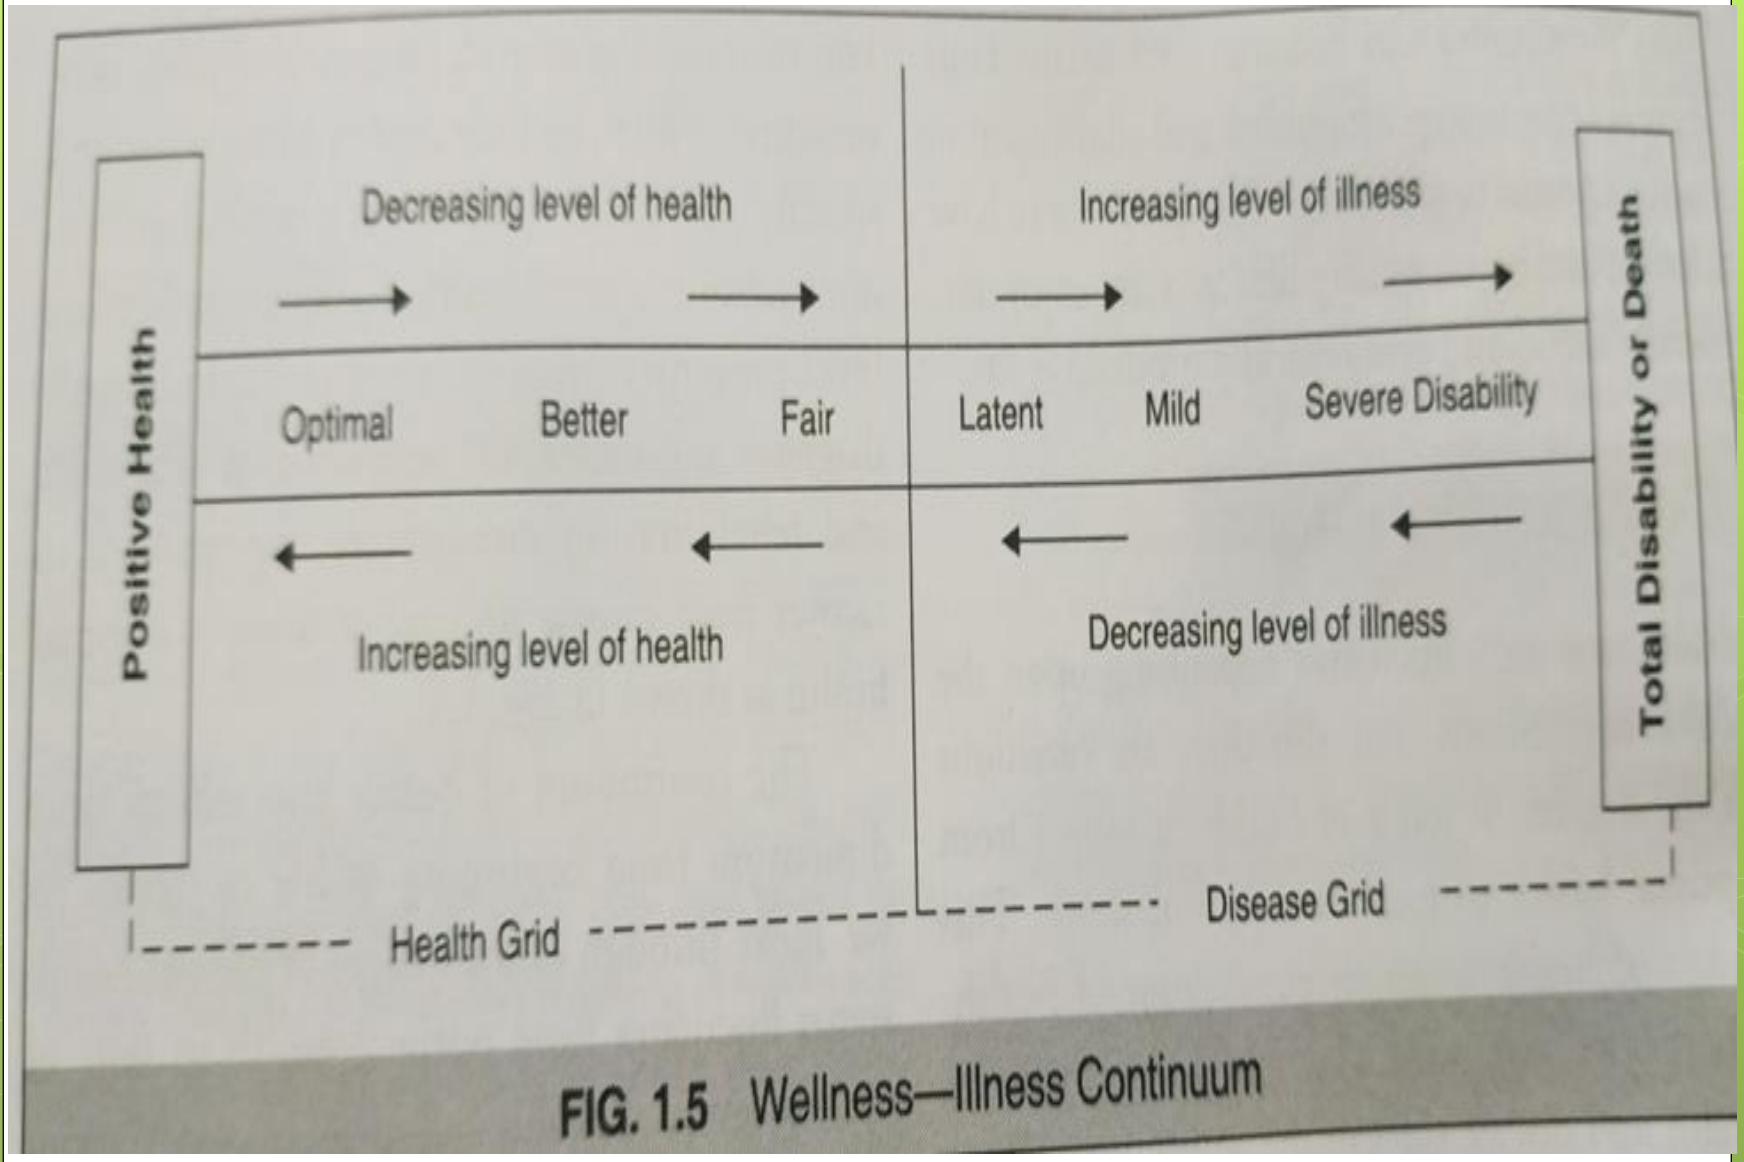 Decreasing level of health
Increasing level of illness
Positive Health
Optimal Better Fair Latent Mild Severe Disability
Total Disability or Death
Increasing level of health
Decreasing level of illness
Health Grid
Disease Grid
FIG. 1.5 Wellness—Illness Continuum